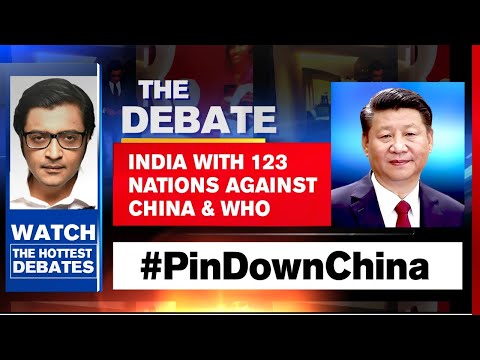 THE
DEBATE
INDIA WITH 123
NATIONS AGAINST
CHINA & WHO
WATCH
THE HOTTEST
DEBATES
#PinDownChina